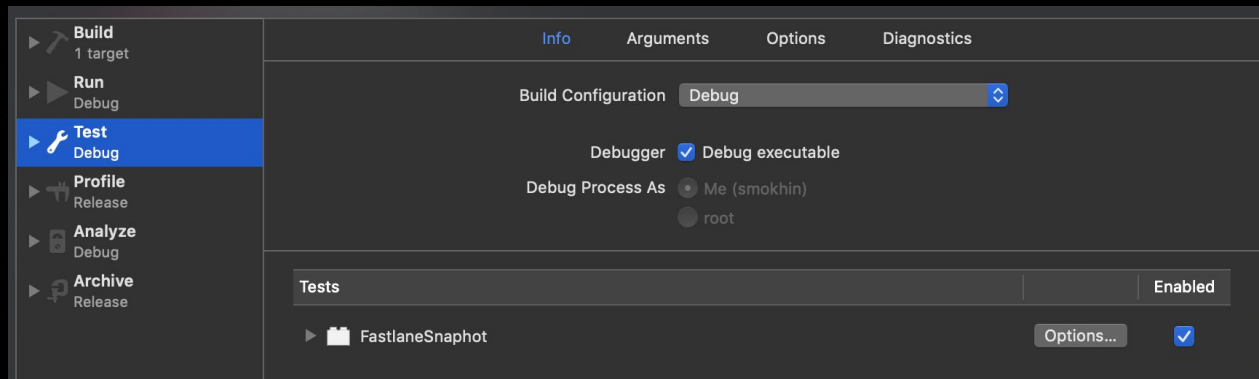 Build
1 target
Run
Debug
Test
Debug
Profile
Release
Analyze
Debug
Archive
Release
Info Arguments Options Diagnostics
Build Configuration Debug
Debugger Debug executable
Debug Process As Me (smokhin)
root
Tests Enabled
FastlaneSnaphot Options...